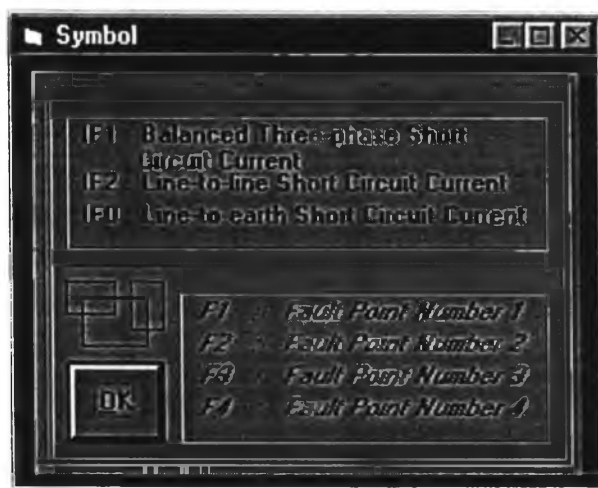 Symbol
IF1 : Balanced Three-phase Short
circuit Current
IF2 : Line-to-line Short Circuit Current
Line-to-earth Short Circuit Current
F1 : Fault Point Number 1
F2 : Fault Point Number 2
F3 : Fault Point Number 3
F4 : Fault Point Number 4
OK